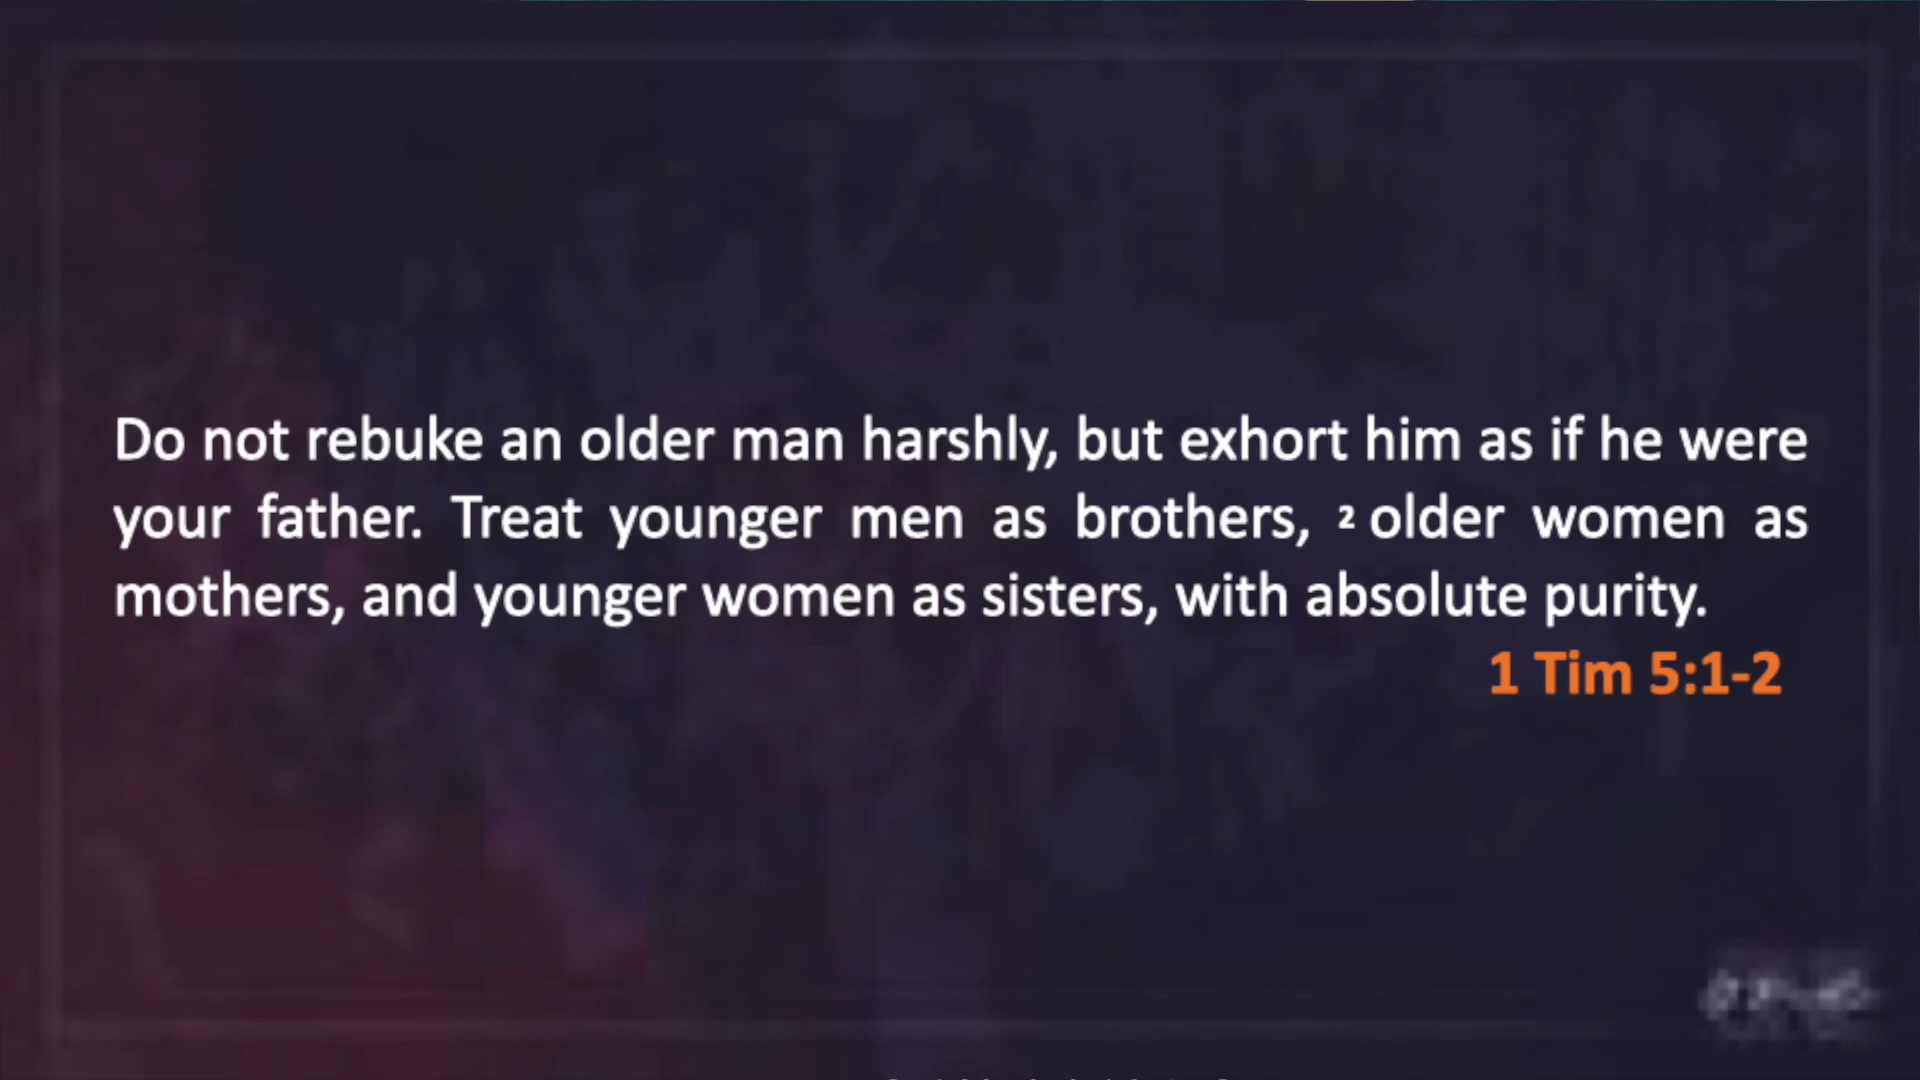 Do not rebuke an older man harshly, but exhort him as if he were
your father. Treat younger men as brothers, ² older women as
mothers, and younger women as sisters, with absolute purity.
1 Tim 5:1-2